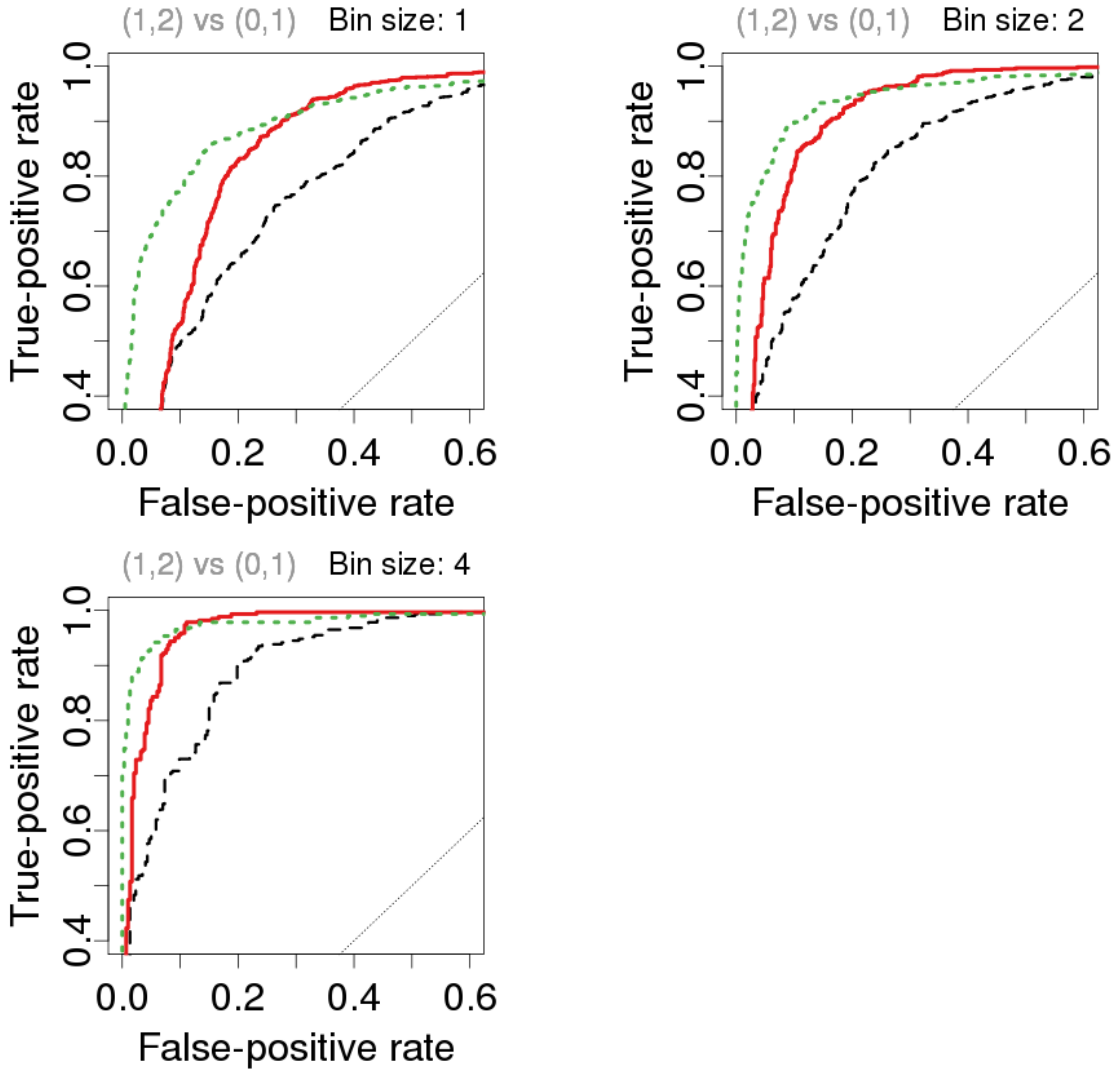 (1,2) vs (0,1) Bin size: 1
True-positive rate
1.0
0.8
0.6
0.4
0.0 0.2 0.4 0.6
False-positive rate
(1,2) vs (0,1) Bin size: 2
True-positive rate
1.0
0.8
0.6
0.4
0.0 0.2 0.4 0.6
False-positive rate
(1,2) vs (0,1) Bin size: 4
True-positive rate
1.0
0.8
0.6
0.4
0.0 0.2 0.4 0.6
False-positive rate